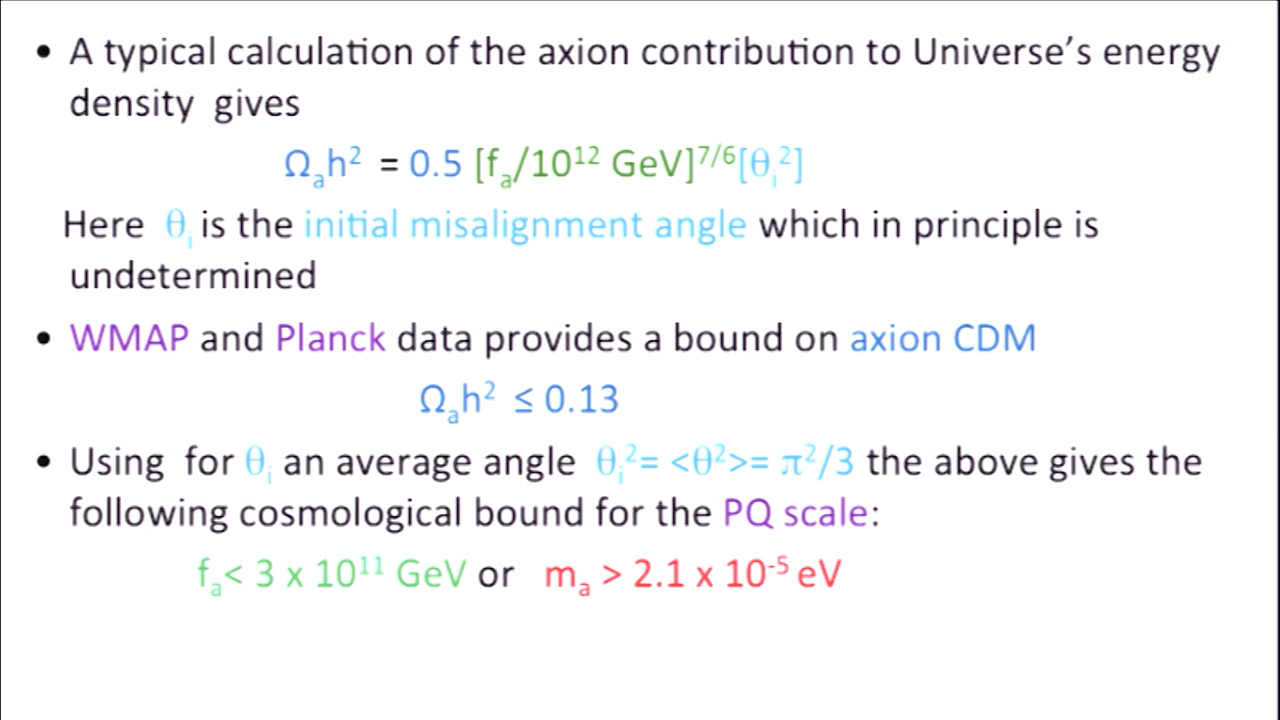 • A typical calculation of the axion contribution to Universe's energy
density gives
Ωₐh² = 0.5 [fₐ/10¹² GeV]⁷/⁶[θᵢ²]
Here θᵢ is the initial misalignment angle which in principle is
undetermined
• WMAP and Planck data provides a bound on axion CDM
Ωₐh² ≤ 0.13
• Using for θᵢ an average angle θᵢ²= <θ²>= π²/3 the above gives the
following cosmological bound for the PQ scale:
fₐ< 3 x 10¹¹ GeV or mₐ > 2.1 x 10⁻⁵ eV